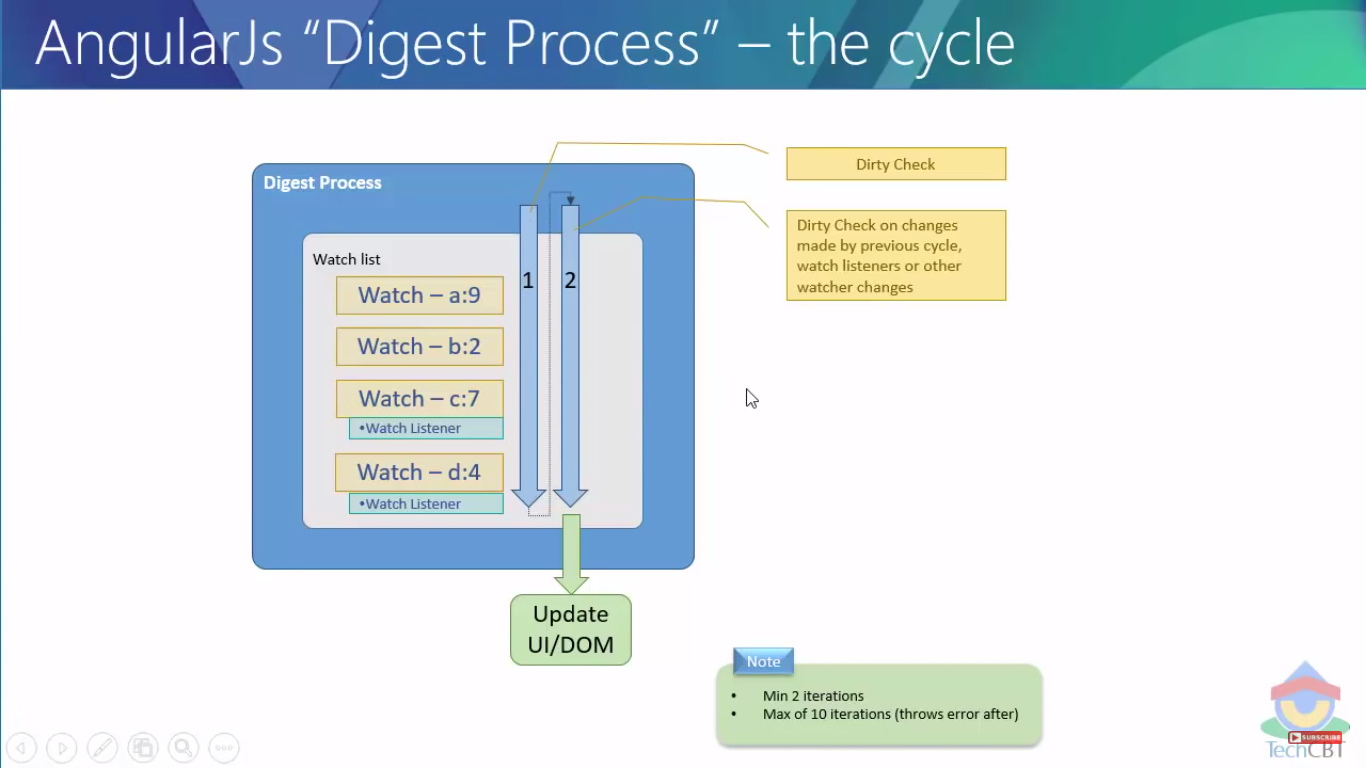 AngularJs “Digest Process” – the cycle
Digest Process
Dirty Check
Dirty Check on changes
made by previous cycle,
watch listeners or other
watcher changes
Watch list
1
2
Watch – a:9
Watch – b:2
Watch – c:7
•Watch Listener
Watch – d:4
•Watch Listener
Update
UI/DOM
Note
• Min 2 iterations
• Max of 10 iterations (throws error after)
SUBSCRIBE
TechCBT